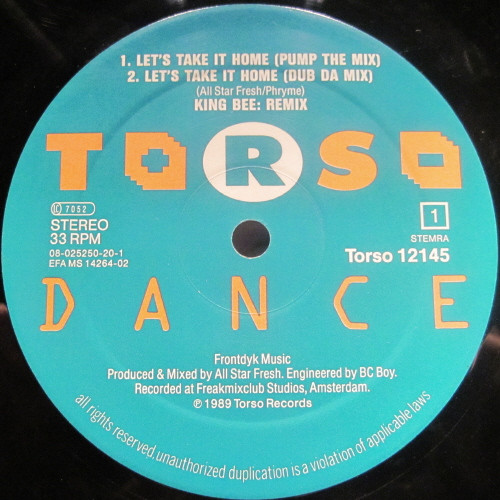 1. LET'S TAKE IT HOME (PUMP THE MIX)
2. LET'S TAKE IT HOME (DUB DA MIX)
(All Star Fresh/Phryme)
KING BEE: REMIX
TORSO
LC 7052
STEREO
33 RPM
08-025250-20-1
EFA MS 14264-02
1
STEMRA
Torso 12145
DANCE
Frontdyk Music
Produced & Mixed by All Star Fresh. Engineered by BC Boy.
Recorded at Freakmixclub Studios, Amsterdam.
℗ 1989 Torso Records
all rights reserved.unauthorized duplication is a violation of applicable laws